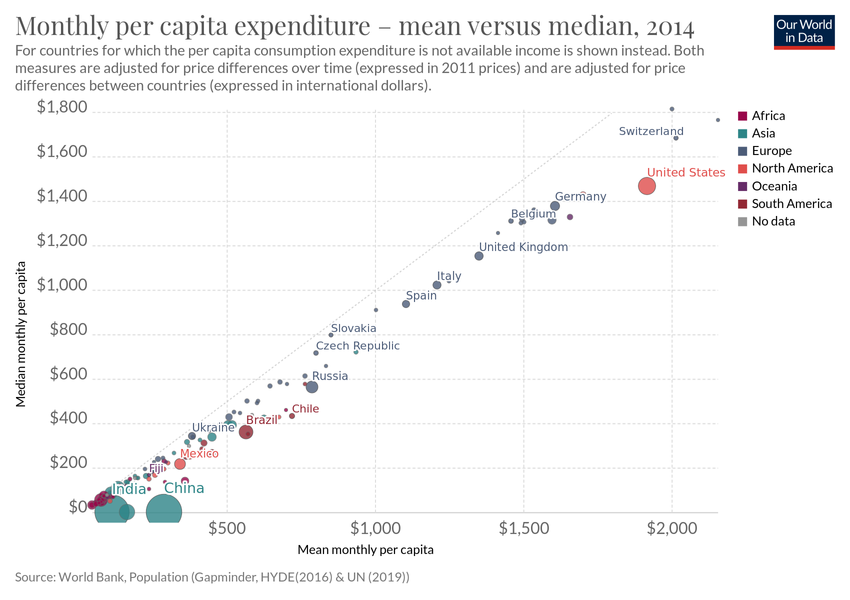 Monthly per capita expenditure – mean versus median, 2014
Our World
in Data
For countries for which the per capita consumption expenditure is not available income is shown instead. Both
measures are adjusted for price differences over time (expressed in 2011 prices) and are adjusted for price
differences between countries (expressed in international dollars).
$1,800
$1,600
$1,400
$1,200
$1,000
$800
$600
$400
$200
$0
Median monthly per capita
Switzerland
United States
Germany
Belgium
United Kingdom
Italy
Spain
Slovakia
Czech Republic
Russia
Chile
Brazil
Ukraine
Mexico
Fiji
India
China
Africa
Asia
Europe
North America
Oceania
South America
No data
$500
$1,000
$1,500
$2,000
Mean monthly per capita
Source: World Bank, Population (Gapminder, HYDE(2016) & UN (2019))